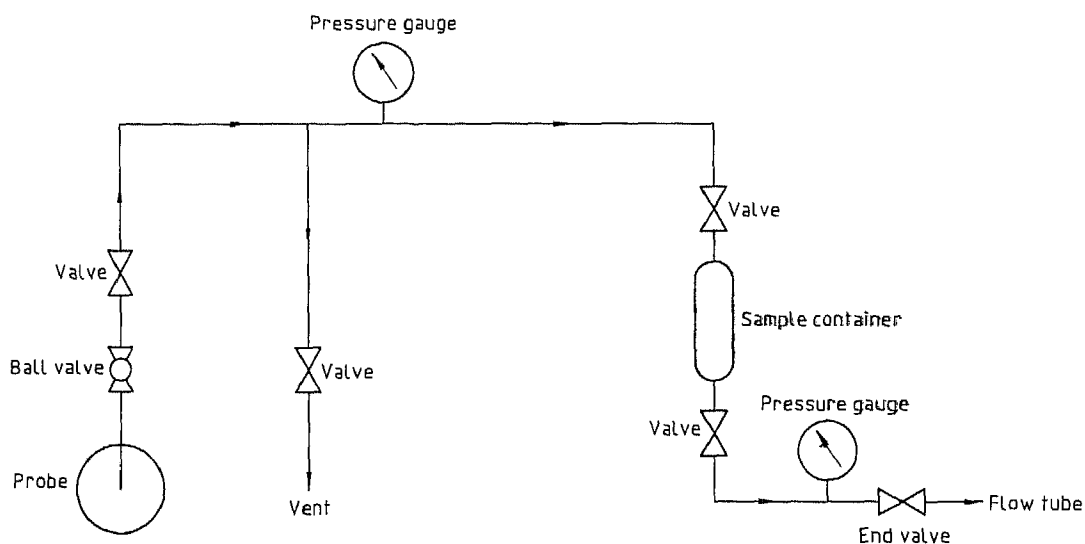 Pressure gauge
Valve
Valve
Sample container
Ball valve
Valve
Pressure gauge
Valve
Probe
Vent
Flow tube
End valve